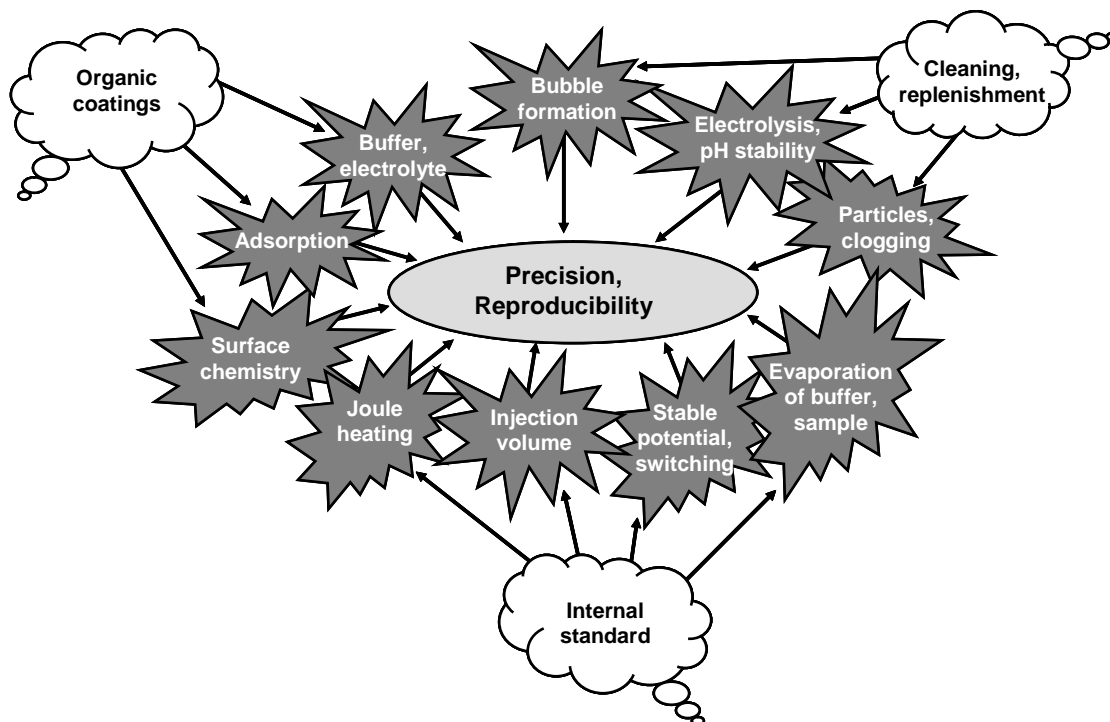 Organic
coatings
Bubble
formation
Cleaning,
replenishment
Buffer,
electrolyte
Electrolysis,
pH stability
Adsorption
Particles,
clogging
Precision,
Reproducibility
Surface
chemistry
Joule
heating
Injection
volume
Stable
potential,
switching
Evaporation
of buffer,
sample
Internal
standard